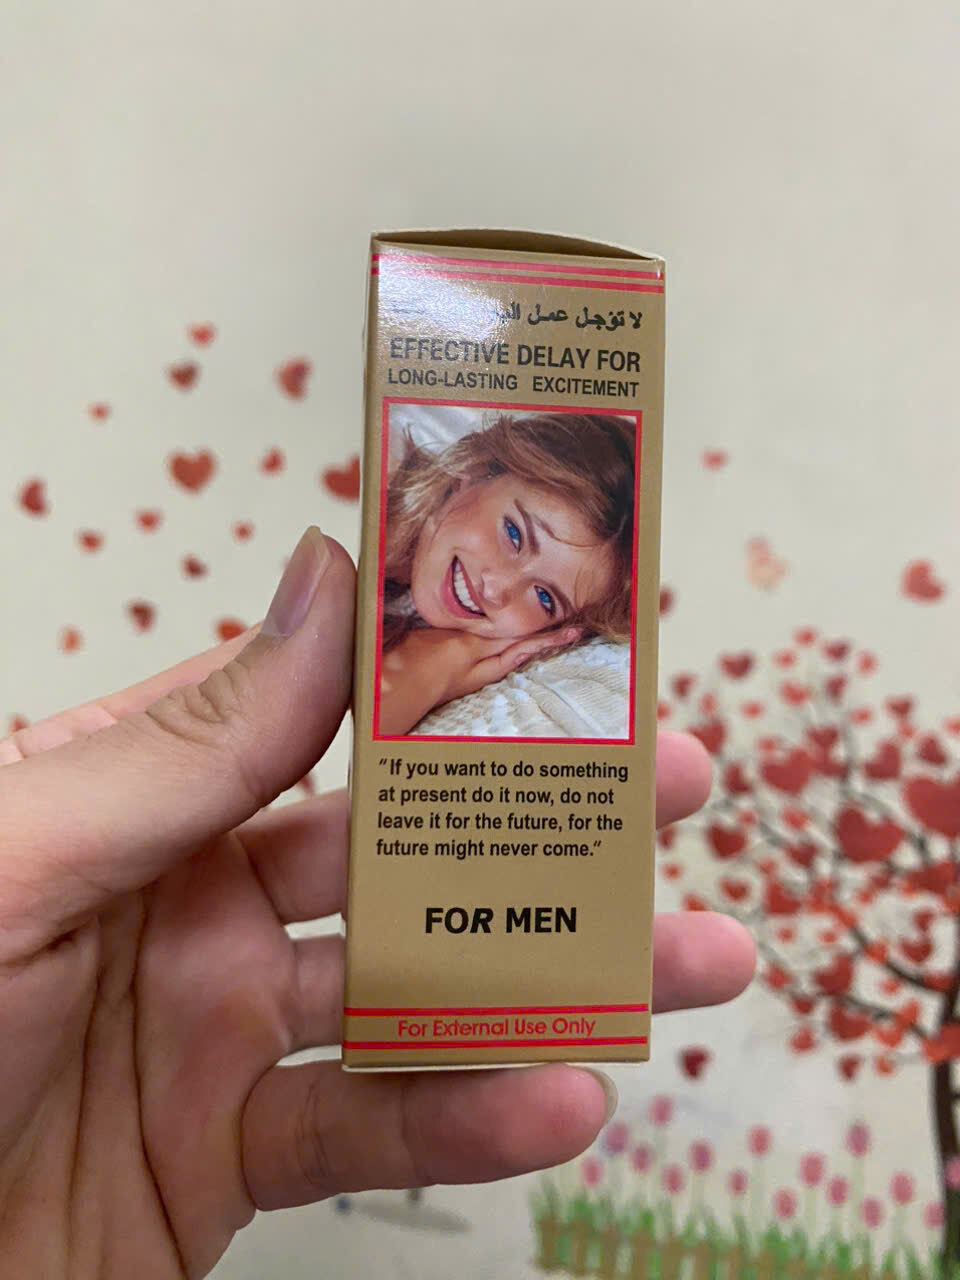 لا تؤجل عمل
EFFECTIVE DELAY FOR
LONG-LASTING EXCITEMENT
“If you want to do something
at present do it now, do not
leave it for the future, for the
future might never come.“
FOR MEN
For External Use Only